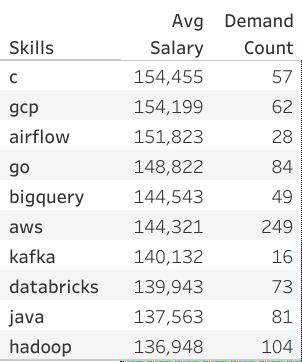 Avg Demand
Skills Salary Count
c 154,455 57
gcp 154,199 62
airflow 151,823 28
go 148,822 84
bigquery 144,543 49
aws 144,321 249
kafka 140,132 16
databricks 139,943 73
java 137,563 81
hadoop 136,948 104